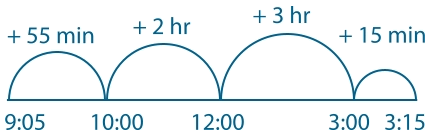 + 55 min + 2 hr + 3 hr + 15 min
9:05 10:00 12:00 3:00 3:15